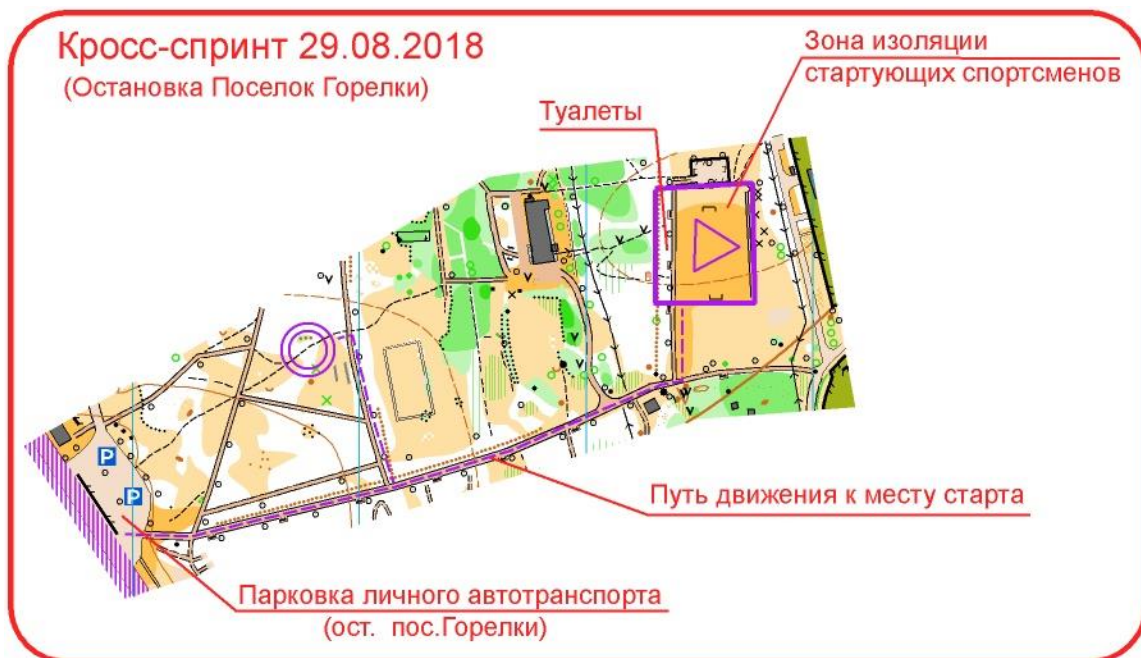 Кросс-спринт 29.08.2018
(Остановка Поселок Горелки)
Зона изоляции
стартующих спортсменов
Туалеты
P
P
Путь движения к месту старта
Парковка личного автотранспорта
(ост. пос.Горелки)